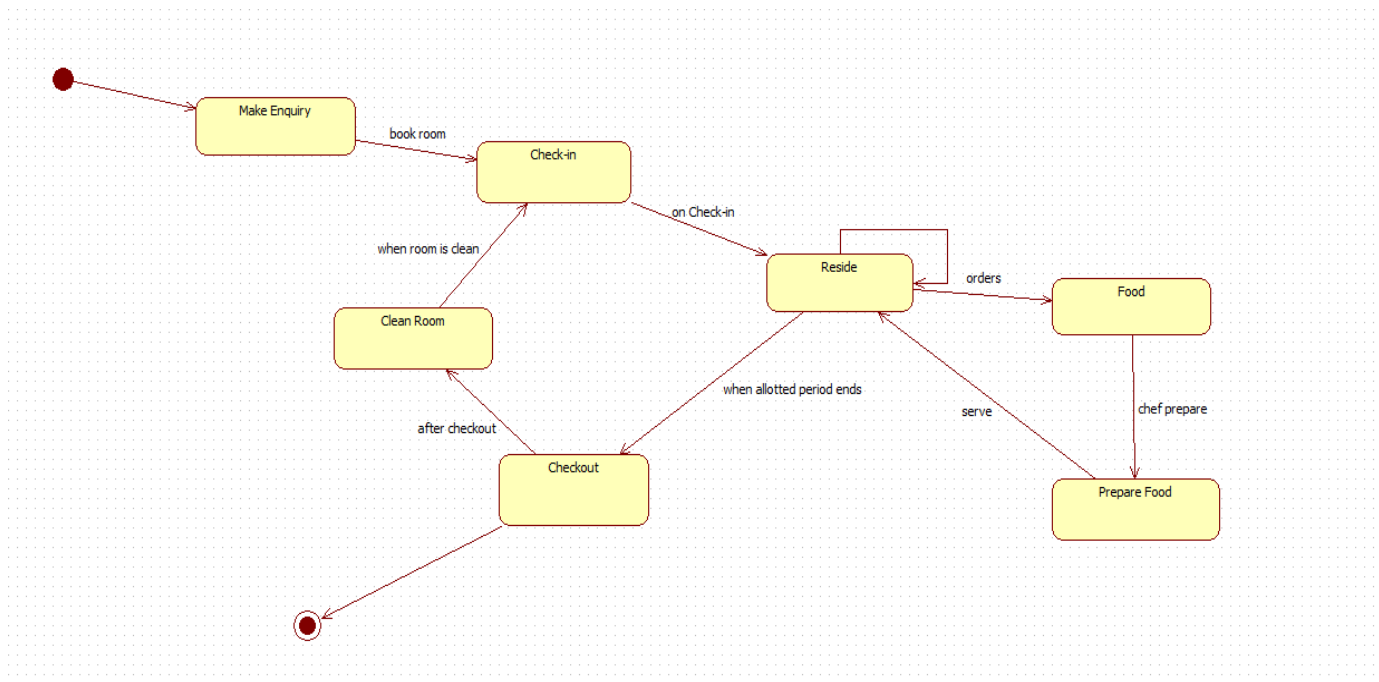 Make Enquiry
book room
Check-in
on Check-in
when room is clean
Reside
orders
Food
Clean Room
when allotted period ends
chef prepare
serve
after checkout
Checkout
Prepare Food